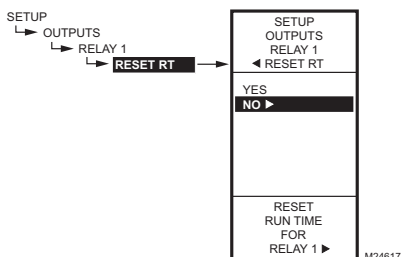 SETUP
OUTPUTS
RELAY 1
RESET RT
SETUP
OUTPUTS
RELAY 1
◄ RESET RT
YES
NO ►
RESET
RUN TIME
FOR
RELAY 1 ►
M24617